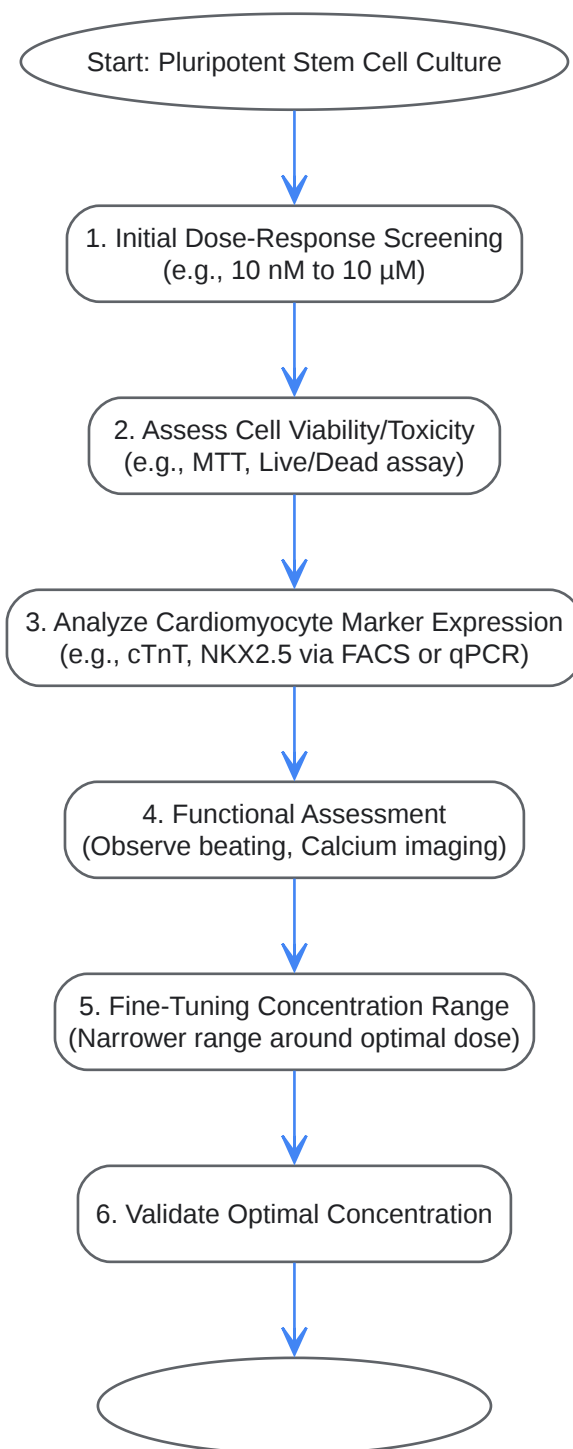 Start: Pluripotent Stem Cell Culture
1. Initial Dose-Response Screening
(e.g., 10 nM to 10 µM)
2. Assess Cell Viability/Toxicity
(e.g., MTT, Live/Dead assay)
3. Analyze Cardiomyocyte Marker Expression
(e.g., cTnT, NKX2.5 via FACS or qPCR)
4. Functional Assessment
(Observe beating, Calcium imaging)
5. Fine-Tuning Concentration Range
(Narrower range around optimal dose)
6. Validate Optimal Concentration